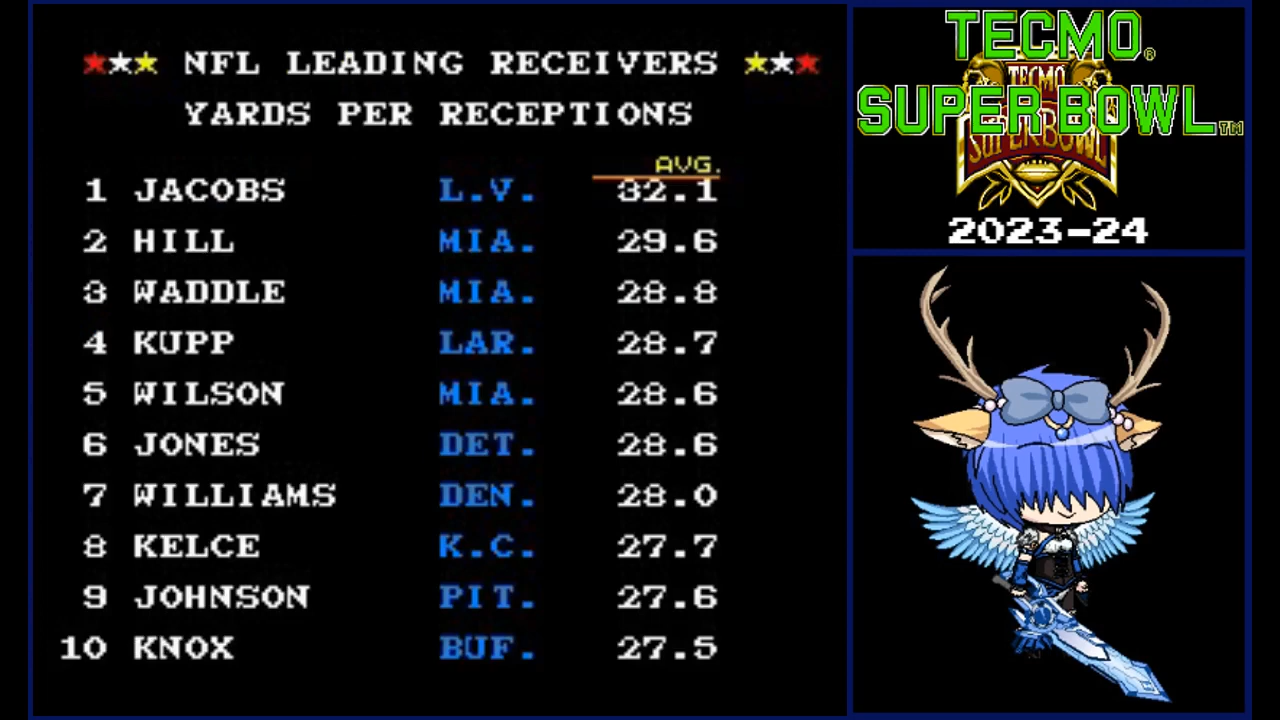 NFL LEADING RECEIVERS
YARDS PER RECEPTIONS
AVG.
1 JACOBS L.V. 32.1
2 HILL MIA. 29.6
3 WADDLE MIA. 28.8
4 KUPP LAR. 28.7
5 WILSON MIA. 28.6
6 JONES DET. 28.6
7 WILLIAMS DEN. 28.0
8 KELCE K.C. 27.7
9 JOHNSON PIT. 27.6
10 KNOX BUF. 27.5
TECMO®
SUPER BOWL™
TECMO
SUPER BOWL
2023-24